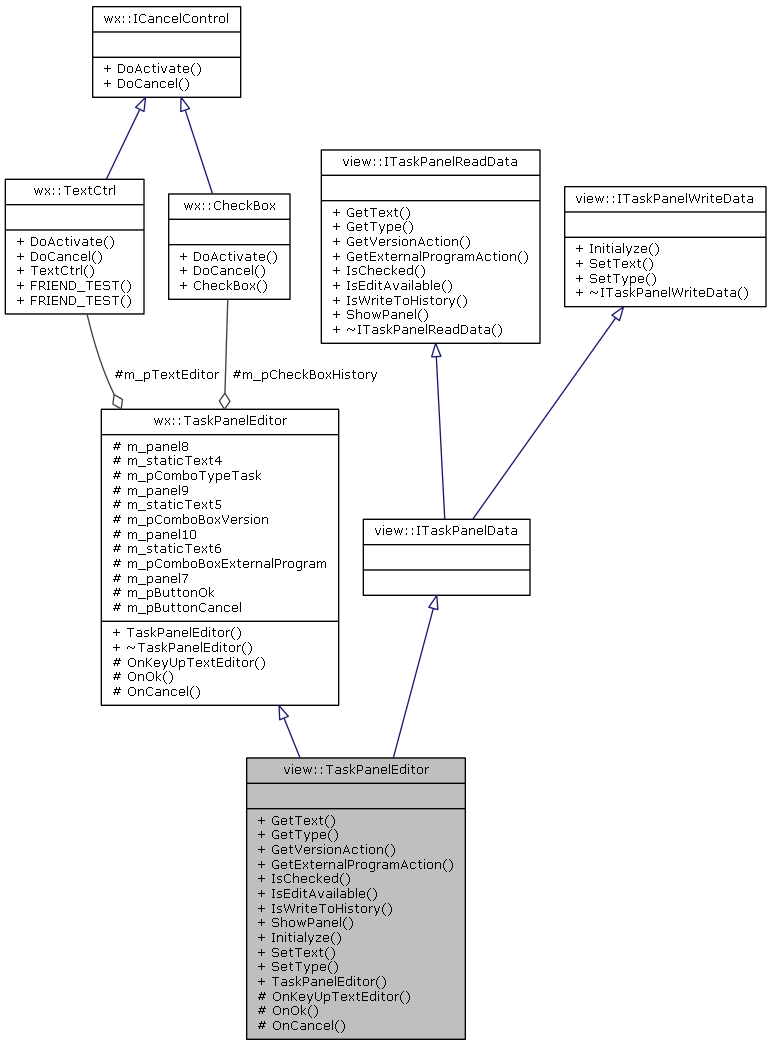 wx::ICancelControl
+ DoActivate()
+ DoCancel()
view::ITaskPanelReadData
+ GetText()
+ GetType()
+ GetVersionAction()
+ GetExternalProgramAction()
+ IsChecked()
+ IsEditAvailable()
+ IsWriteToHistory()
+ ShowPanel()
+ ~ITaskPanelReadData()
wx::TextCtrl
+ DoActivate()
+ DoCancel()
+ TextCtrl()
+ FRIEND_TEST()
+ FRIEND_TEST()
wx::CheckBox
+ DoActivate()
+ DoCancel()
+ CheckBox()
view::ITaskPanelWriteData
+ Initialyze()
+ SetText()
+ SetType()
+ ~ITaskPanelWriteData()
#m_pTextEditor
#m_pCheckBoxHistory
wx::TaskPanelEditor
# m_panel8
# m_staticText4
# m_pComboTypeTask
# m_panel9
# m_staticText5
# m_pComboBoxVersion
# m_panel10
# m_staticText6
# m_pComboBoxExternalProgram
# m_panel7
# m_pButtonOk
# m_pButtonCancel
+ TaskPanelEditor()
+ ~TaskPanelEditor()
# OnKeyUpTextEditor()
# OnOk()
# OnCancel()
view::ITaskPanelData
view::TaskPanelEditor
+ GetText()
+ GetType()
+ GetVersionAction()
+ GetExternalProgramAction()
+ IsChecked()
+ IsEditAvailable()
+ IsWriteToHistory()
+ ShowPanel()
+ Initialyze()
+ SetText()
+ SetType()
+ TaskPanelEditor()
# OnKeyUpTextEditor()
# OnOk()
# OnCancel()